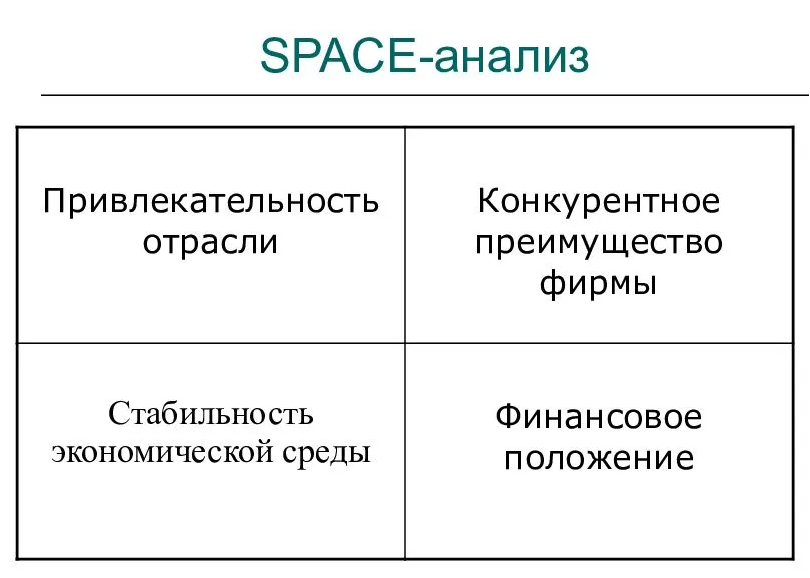 SPACE-анализ
Привлекательность
отрасли
Конкурентное
преимущество
фирмы
Стабильность
экономической среды
Финансовое
положение